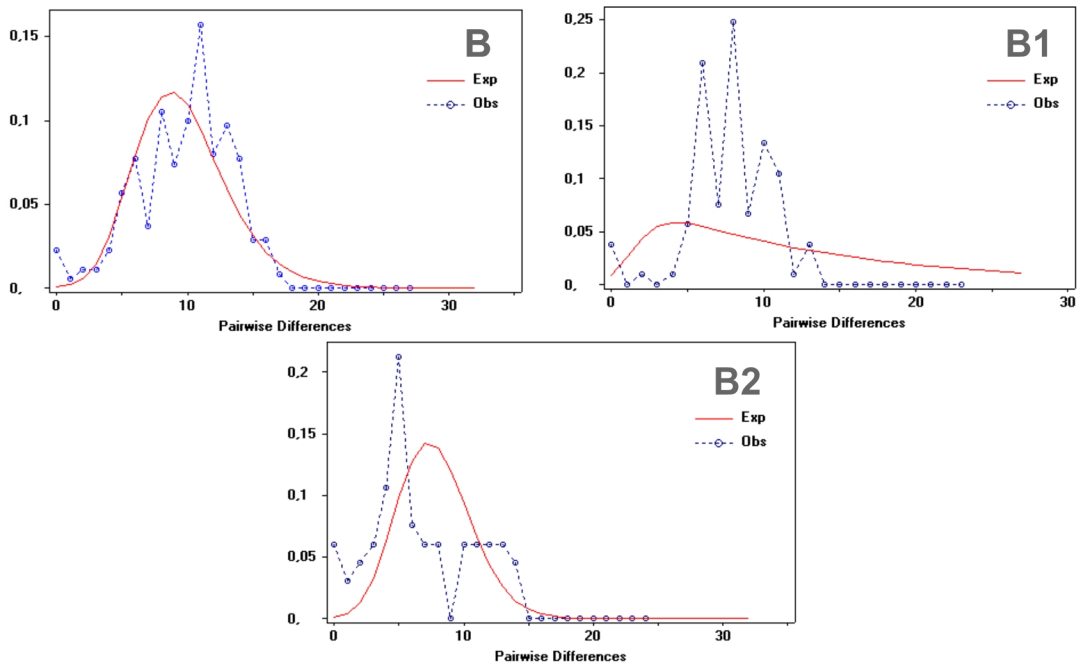 B
0,15
Exp
Obs
0,1
0,05
0,
0 10 20 30
Pairwise Differences
B1
0,25
Exp
0,2
Obs
0,15
0,1
0,05
0,
0 10 20 30
Pairwise Differences
B2
0,2
Exp
Obs
0,15
0,1
0,05
0,
0 10 20 30
Pairwise Differences